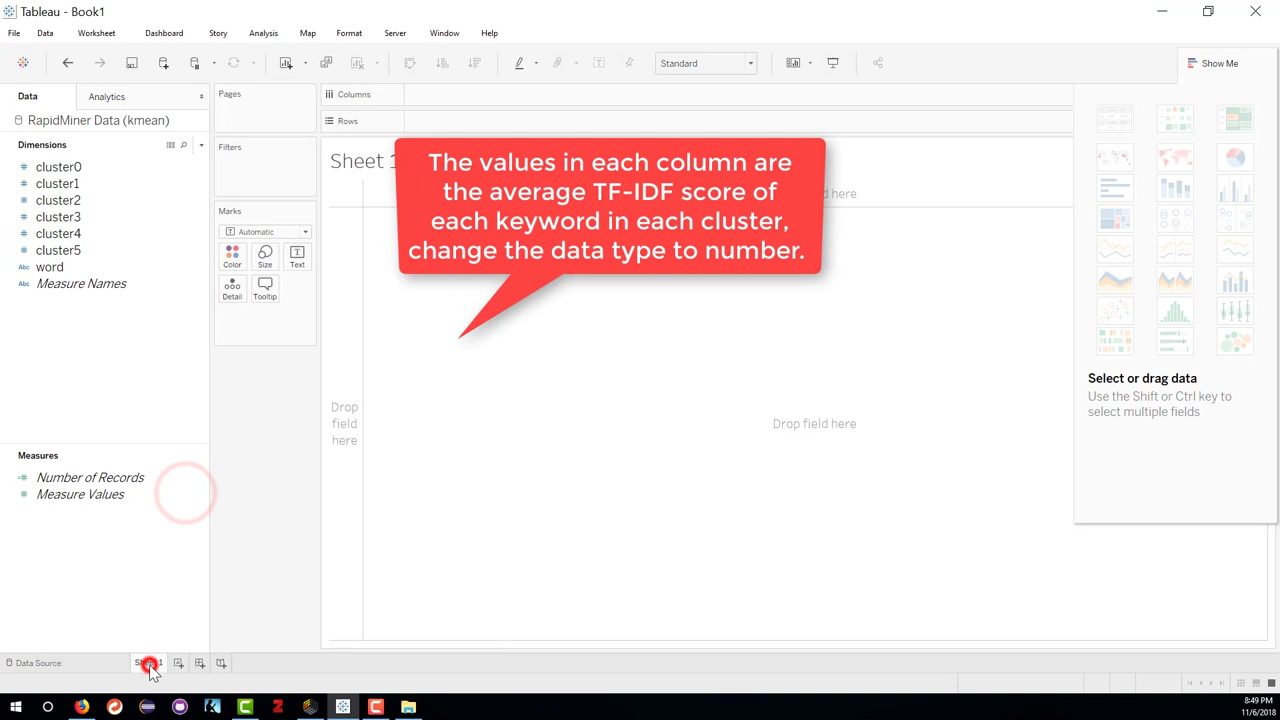 Tableau - Book1
File Data Worksheet Dashboard Story Analysis Map Format Server Window Help
Standard
Show Me
Data Analytics
Pages
Columns
Rows
RapidMiner Data (kmean)
Dimensions
Filters
Sheet 1
The values in each column are
the average TF-IDF score of
each keyword in each cluster,
change the data type to number.
here
cluster0
cluster1
cluster2
cluster3
cluster4
cluster5
Abc word
Abc Measure Names
Marks
Automatic
Color Size Text
Detail Tooltip
Select or drag data
Use the Shift or Ctrl key to
select multiple fields
Drop
field
here
Drop field here
Measures
Number of Records
Measure Values
Data Source
8:49 PM
11/6/2018